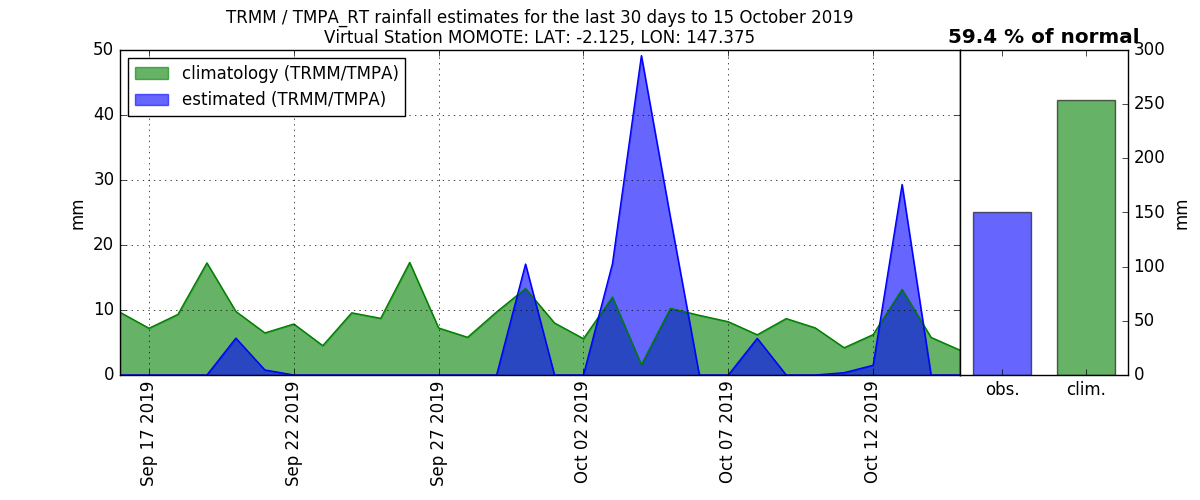 TRMM / TMPA_RT rainfall estimates for the last 30 days to 15 October 2019
Virtual Station MOMOTE: LAT: -2.125, LON: 147.375
59.4 % of normal
climatology (TRMM/TMPA)
estimated (TRMM/TMPA)
50
40
30
20
10
0
mm
Sep 17 2019
Sep 22 2019
Sep 27 2019
Oct 02 2019
Oct 07 2019
Oct 12 2019
300
250
200
150
100
50
0
mm
obs.
clim.